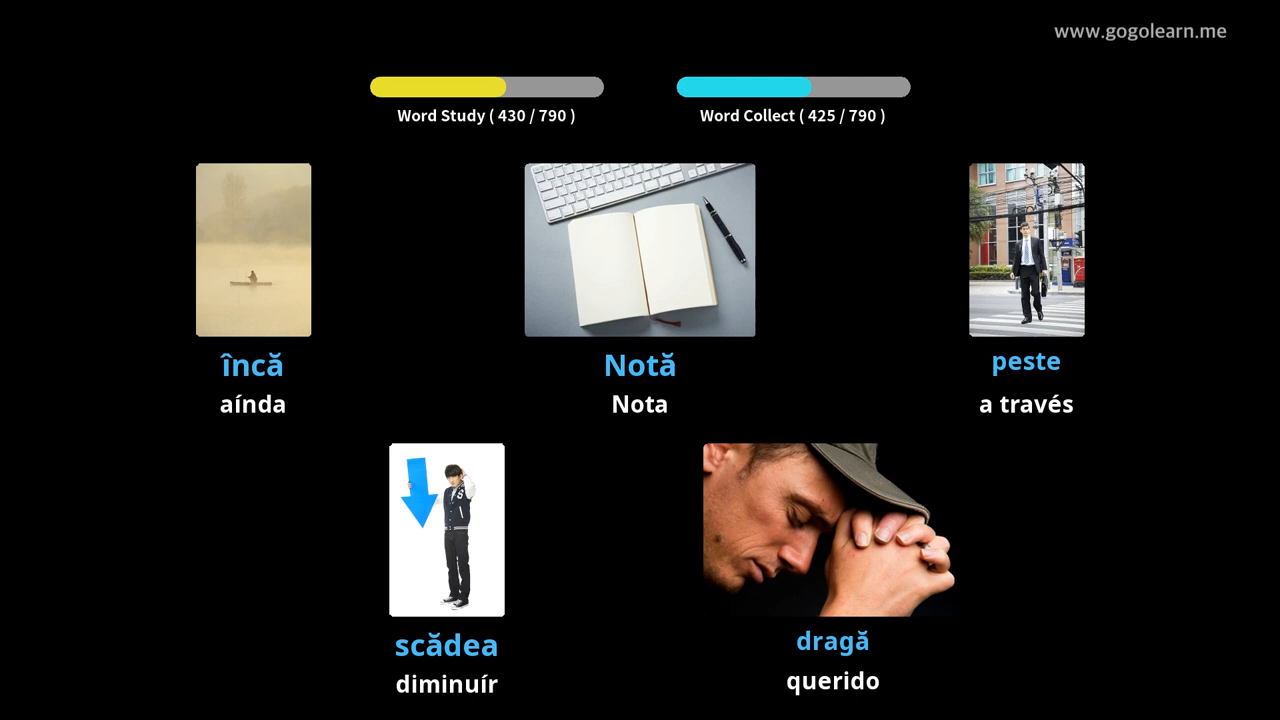 www.gogolearn.me
Word Study ( 430 / 790 )
Word Collect ( 425 / 790 )
încă
Notă
peste
aínda
Nota
a través
scădea
dragă
diminuír
querido